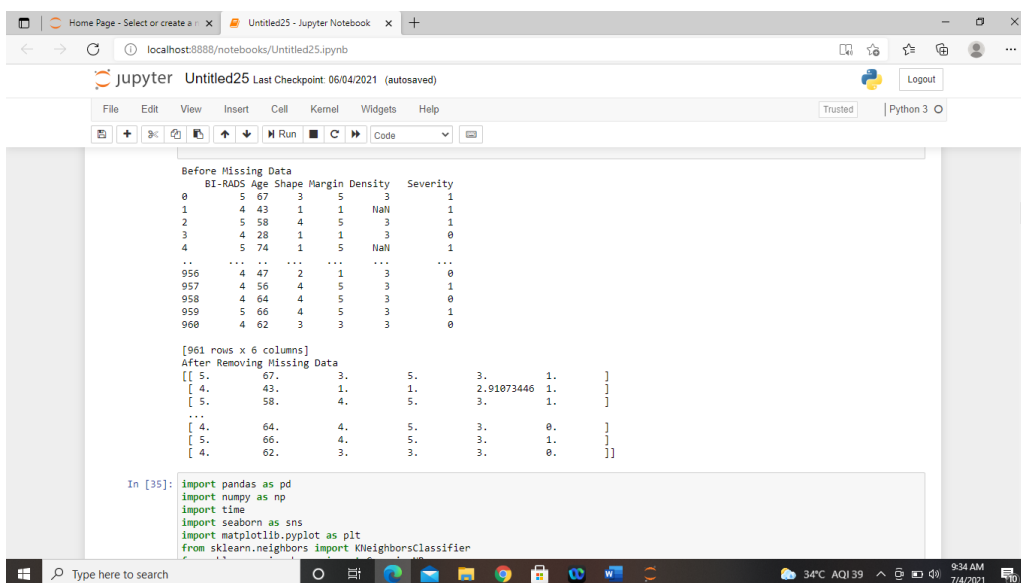 Home Page - Select or create a n
Untitled25 - Jupyter Notebook
localhost:8888/notebooks/Untitled25.ipynb
jupyter Untitled25 Last Checkpoint: 06/04/2021 (autosaved)
Logout
File Edit View Insert Cell Kernel Widgets Help
Trusted
Python 3
Run
Code
Before Missing Data
BI-RADS Age Shape Margin Density Severity
0 5 67 3 5 3 1
1 4 43 1 1 NaN 1
2 5 58 4 5 3 1
3 4 28 1 1 3 0
4 5 74 1 5 NaN 1
.. ... .. ... ... ... ...
956 4 47 2 1 3 0
957 4 56 4 5 3 1
958 4 64 4 5 3 0
959 5 66 4 5 3 1
960 4 62 3 3 3 0
[961 rows x 6 columns]
After Removing Missing Data
[[ 5. 67. 3. 5. 3. 1. ]
[ 4. 43. 1. 1. 2.91073446 1. ]
[ 5. 58. 4. 5. 3. 1. ]
...
[ 4. 64. 4. 5. 3. 0. ]
[ 5. 66. 4. 5. 3. 1. ]
[ 4. 62. 3. 3. 3. 0. ]]
In [35]: import pandas as pd
import numpy as np
import time
import seaborn as sns
import matplotlib.pyplot as plt
from sklearn.neighbors import KNeighborsClassifier
Type here to search
34°C AQI 39
9:34 AM
7/4/2021